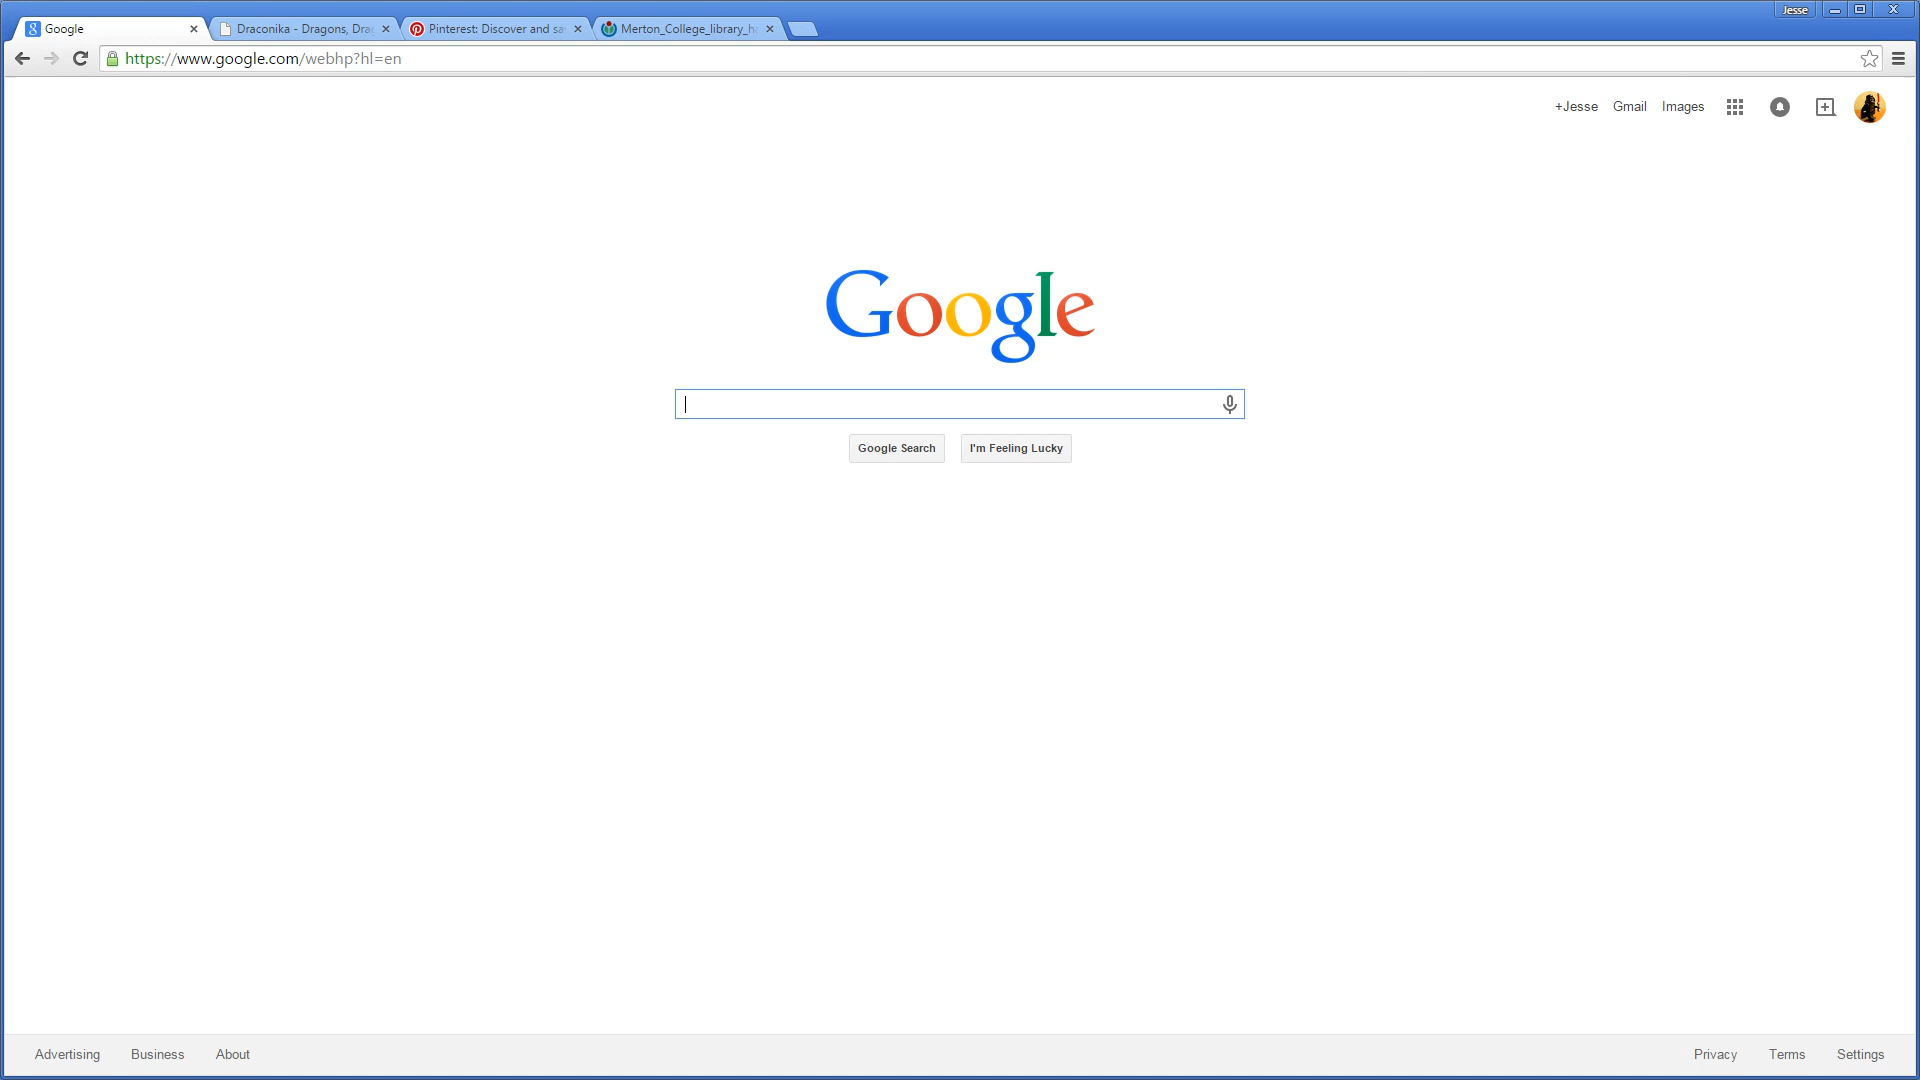 Jesse
Google
Draconika - Dragons, Dra
Pinterest: Discover and sa
Merton_College_library_h
https://www.google.com/webhp?hl=en
+Jesse Gmail Images
Google
Google Search I'm Feeling Lucky
Advertising Business About Privacy Terms Settings